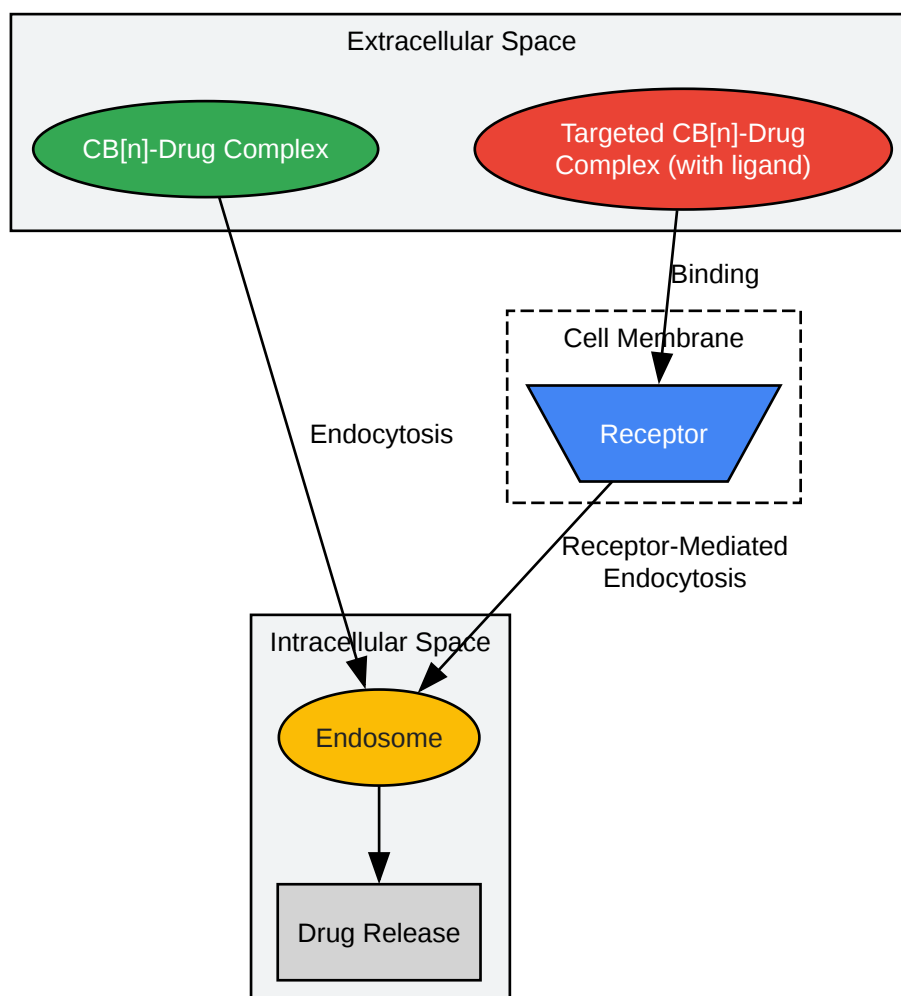 Extracellular Space
CB[n]-Drug Complex
Targeted CB[n]-Drug
Complex (with ligand)
Binding
Cell Membrane
Receptor
Endocytosis
Receptor-Mediated
Endocytosis
Intracellular Space
Endosome
Drug Release